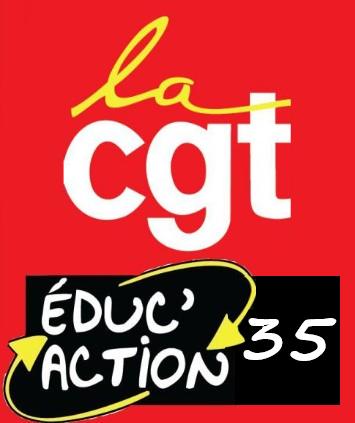 la
cgt
ÉDUC'
ACTION 35